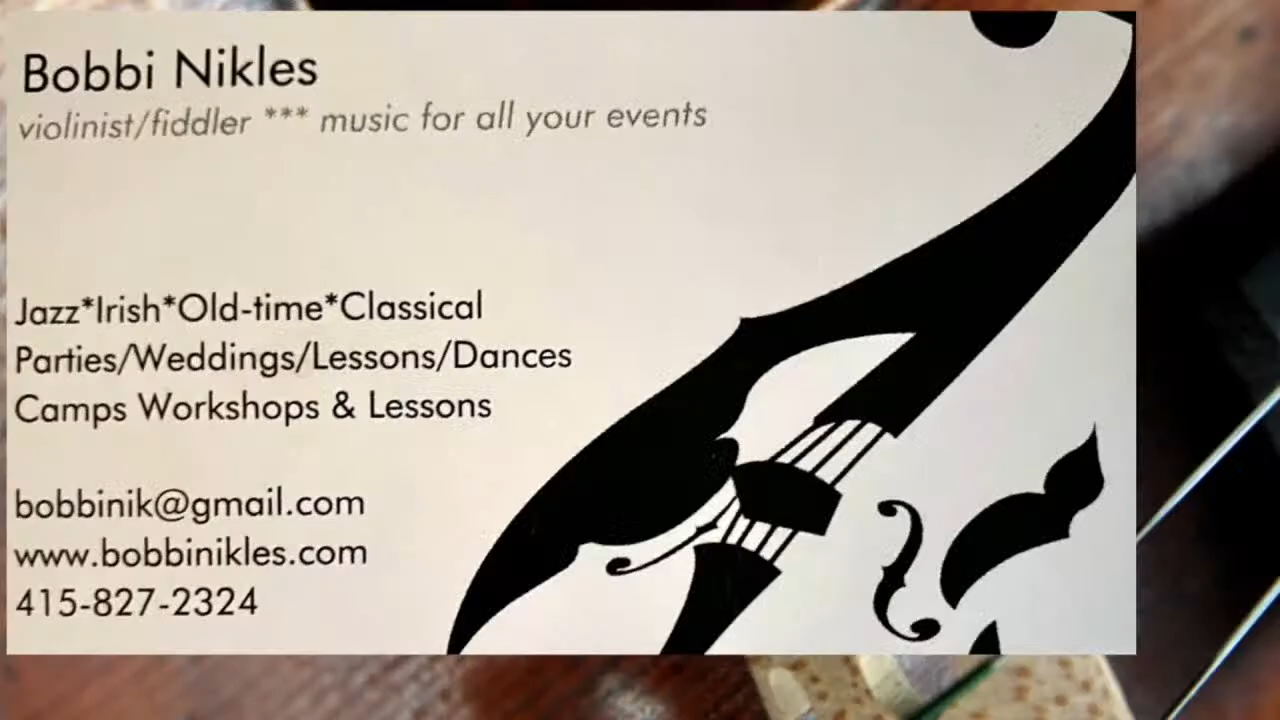 Bobbi Nikles
violinist/fiddler *** music for all your events
Jazz*Irish*Old-time*Classical
Parties/Weddings/Lessons/Dances
Camps Workshops & Lessons
bobbinik@gmail.com
www.bobbinikles.com
415-827-2324